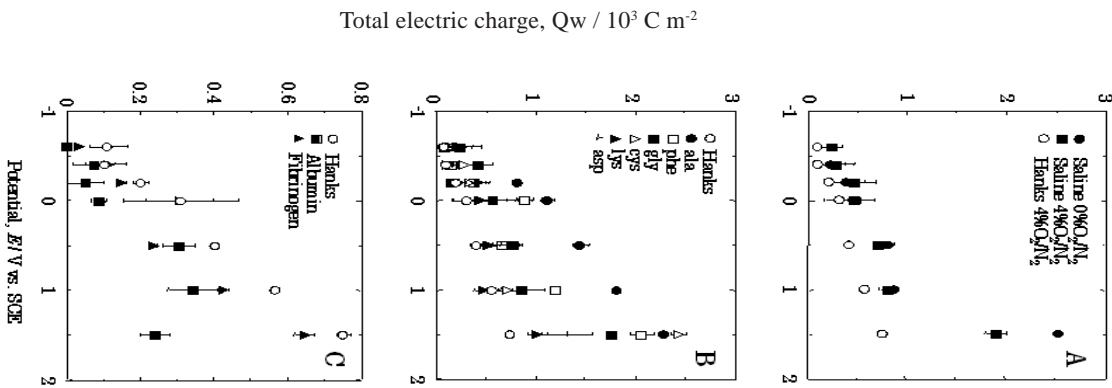 Total electric charge, Qw / 10³ C m⁻²
3
2
1
0
-1
0
1
2
A
Saline 0%O₂/N₂
Saline 4%O₂/N₂
Hanks 4%O₂/N₂
3
2
1
0
-1
0
1
2
B
Hanks
ala
phe
gly
cys
lys
asp
0.8
0.6
0.4
0.2
0
-1
0
1
2
C
Hanks
Albumin
Fibrinogen
Potential, E/V vs. SCE